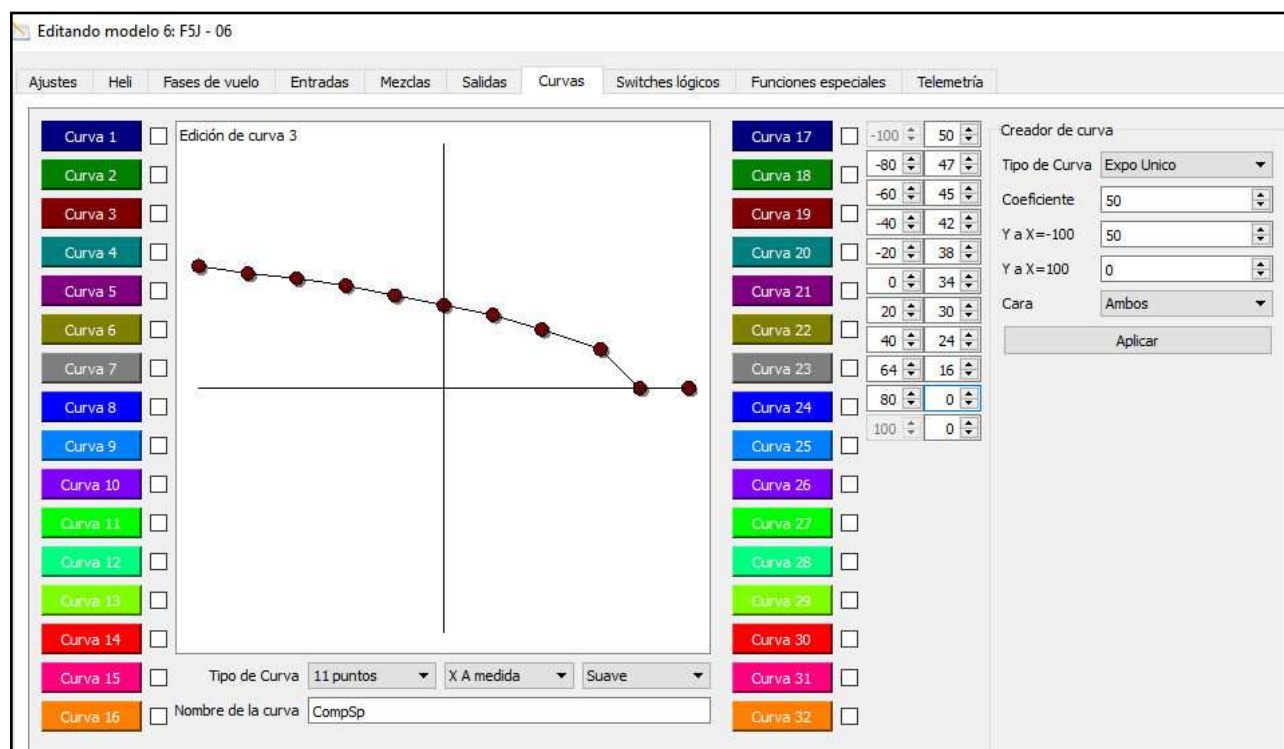 Editando modelo 6: F5J - 06
Ajustes Heli Fases de vuelo Entradas Mezclas Salidas Curvas Switches lógicos Funciones especiales Telemetría
Curva 1
Curva 2
Curva 3
Curva 4
Curva 5
Curva 6
Curva 7
Curva 8
Curva 9
Curva 10
Curva 11
Curva 12
Curva 13
Curva 14
Curva 15
Curva 16
Edición de curva 3
Tipo de Curva 11 puntos X A medida Suave
Nombre de la curva CompSp
Curva 17
Curva 18
Curva 19
Curva 20
Curva 21
Curva 22
Curva 23
Curva 24
Curva 25
Curva 26
Curva 27
Curva 28
Curva 29
Curva 30
Curva 31
Curva 32
-100 50
-80 47
-60 45
-40 42
-20 38
0 34
20 30
40 24
64 16
80 0
100 0
Creador de curva
Tipo de Curva Expo Unico
Coeficiente 50
Y a X=-100 50
Y a X=100 0
Cara Ambos
Aplicar